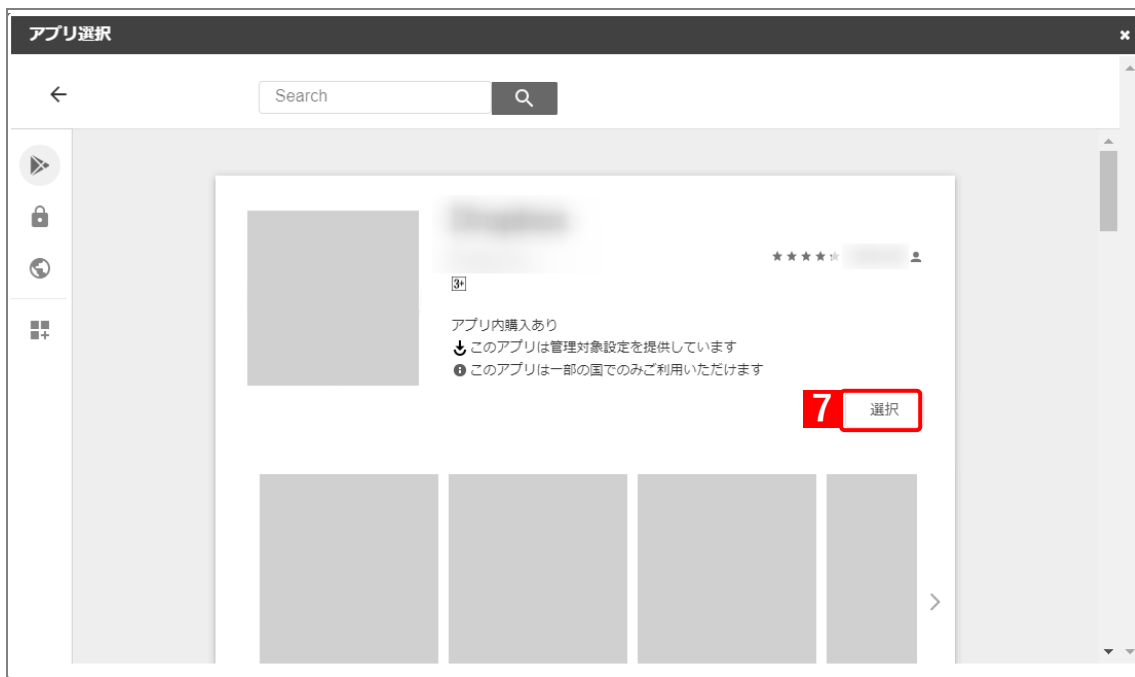 アプリ選択
Search
3+
アプリ内購入あり
このアプリは管理対象設定を提供しています
このアプリは一部の国でのみご利用いただけます
7 選択